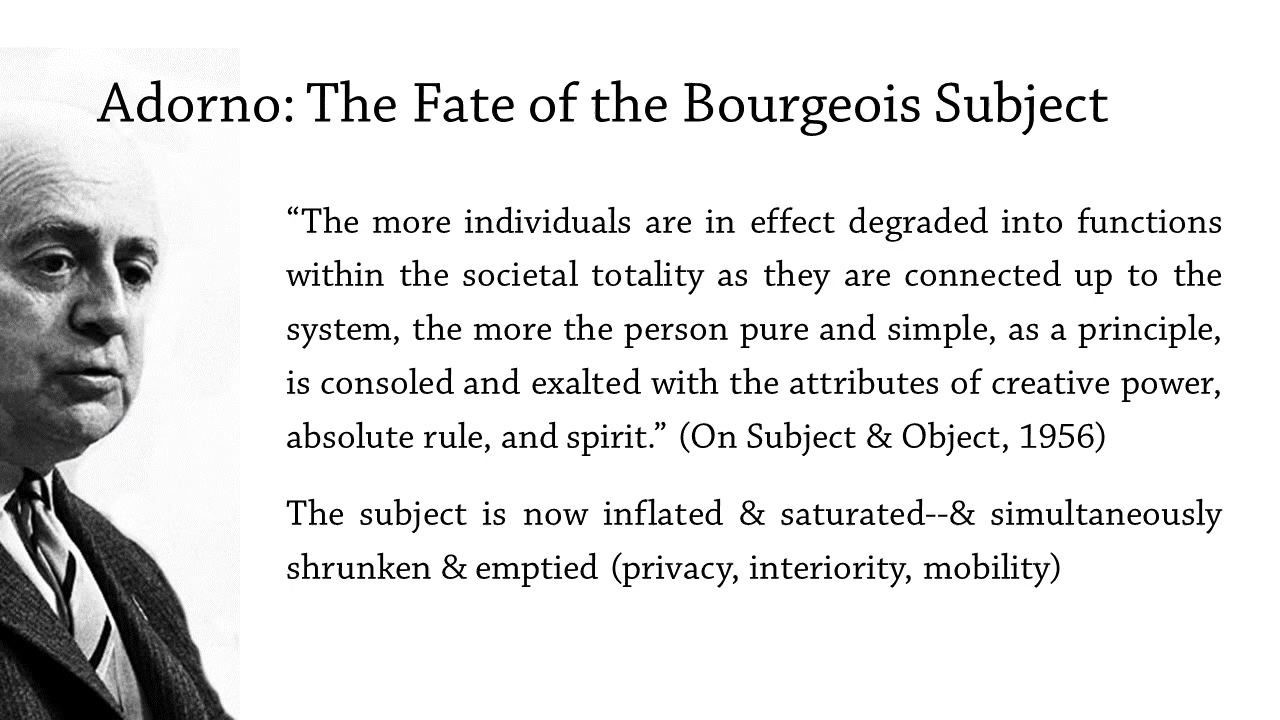 Adorno: The Fate of the Bourgeois Subject
“The more individuals are in effect degraded into functions
within the societal totality as they are connected up to the
system, the more the person pure and simple, as a principle,
is consoled and exalted with the attributes of creative power,
absolute rule, and spirit.” (On Subject & Object, 1956)
The subject is now inflated & saturated--& simultaneously
shrunken & emptied (privacy, interiority, mobility)